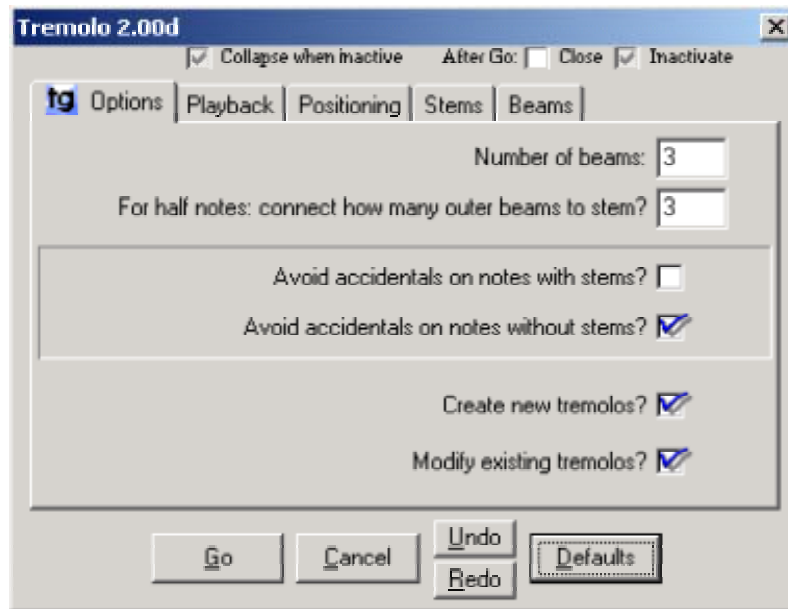 Tremolo 2.00d
Collapse when inactive After Go: Close Inactivate
tg Options Playback Positioning Stems Beams
Number of beams: 3
For half notes: connect how many outer beams to stem? 3
Avoid accidentals on notes with stems?
Avoid accidentals on notes without stems?
Create new tremolos?
Modify existing tremolos?
Undo
Go Cancel Defaults
Redo